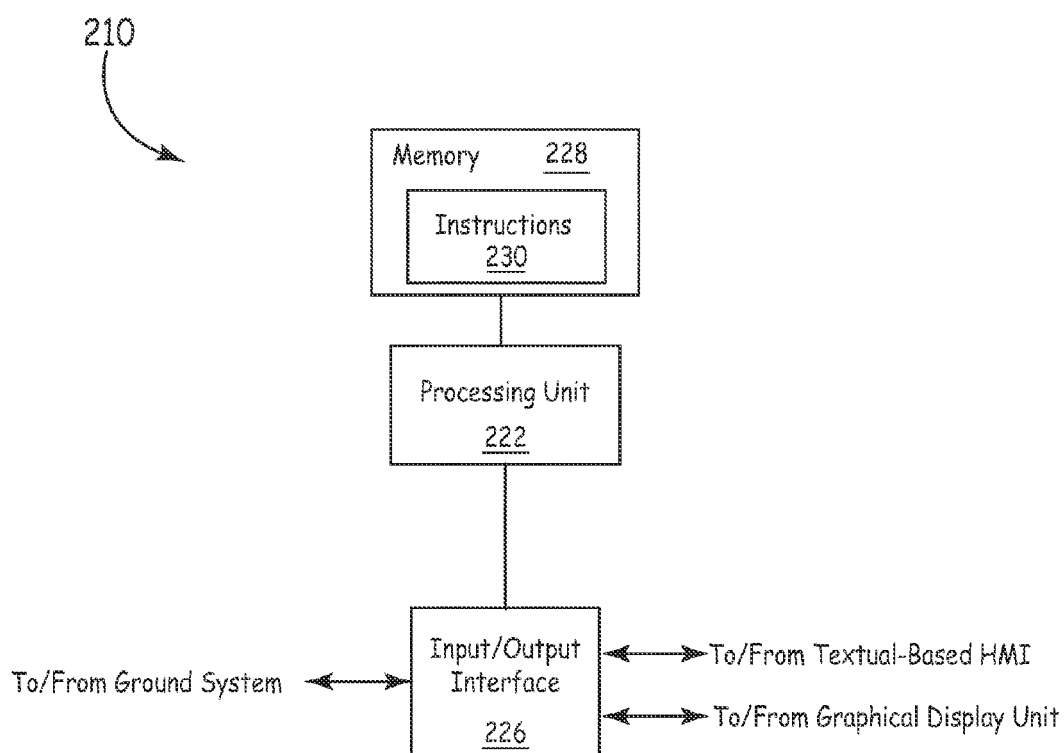 210
Memory 228
Instructions
230
Processing Unit
222
Input/Output
Interface
226
To/From Ground System
To/From Textual-Based HMI
To/From Graphical Display Unit